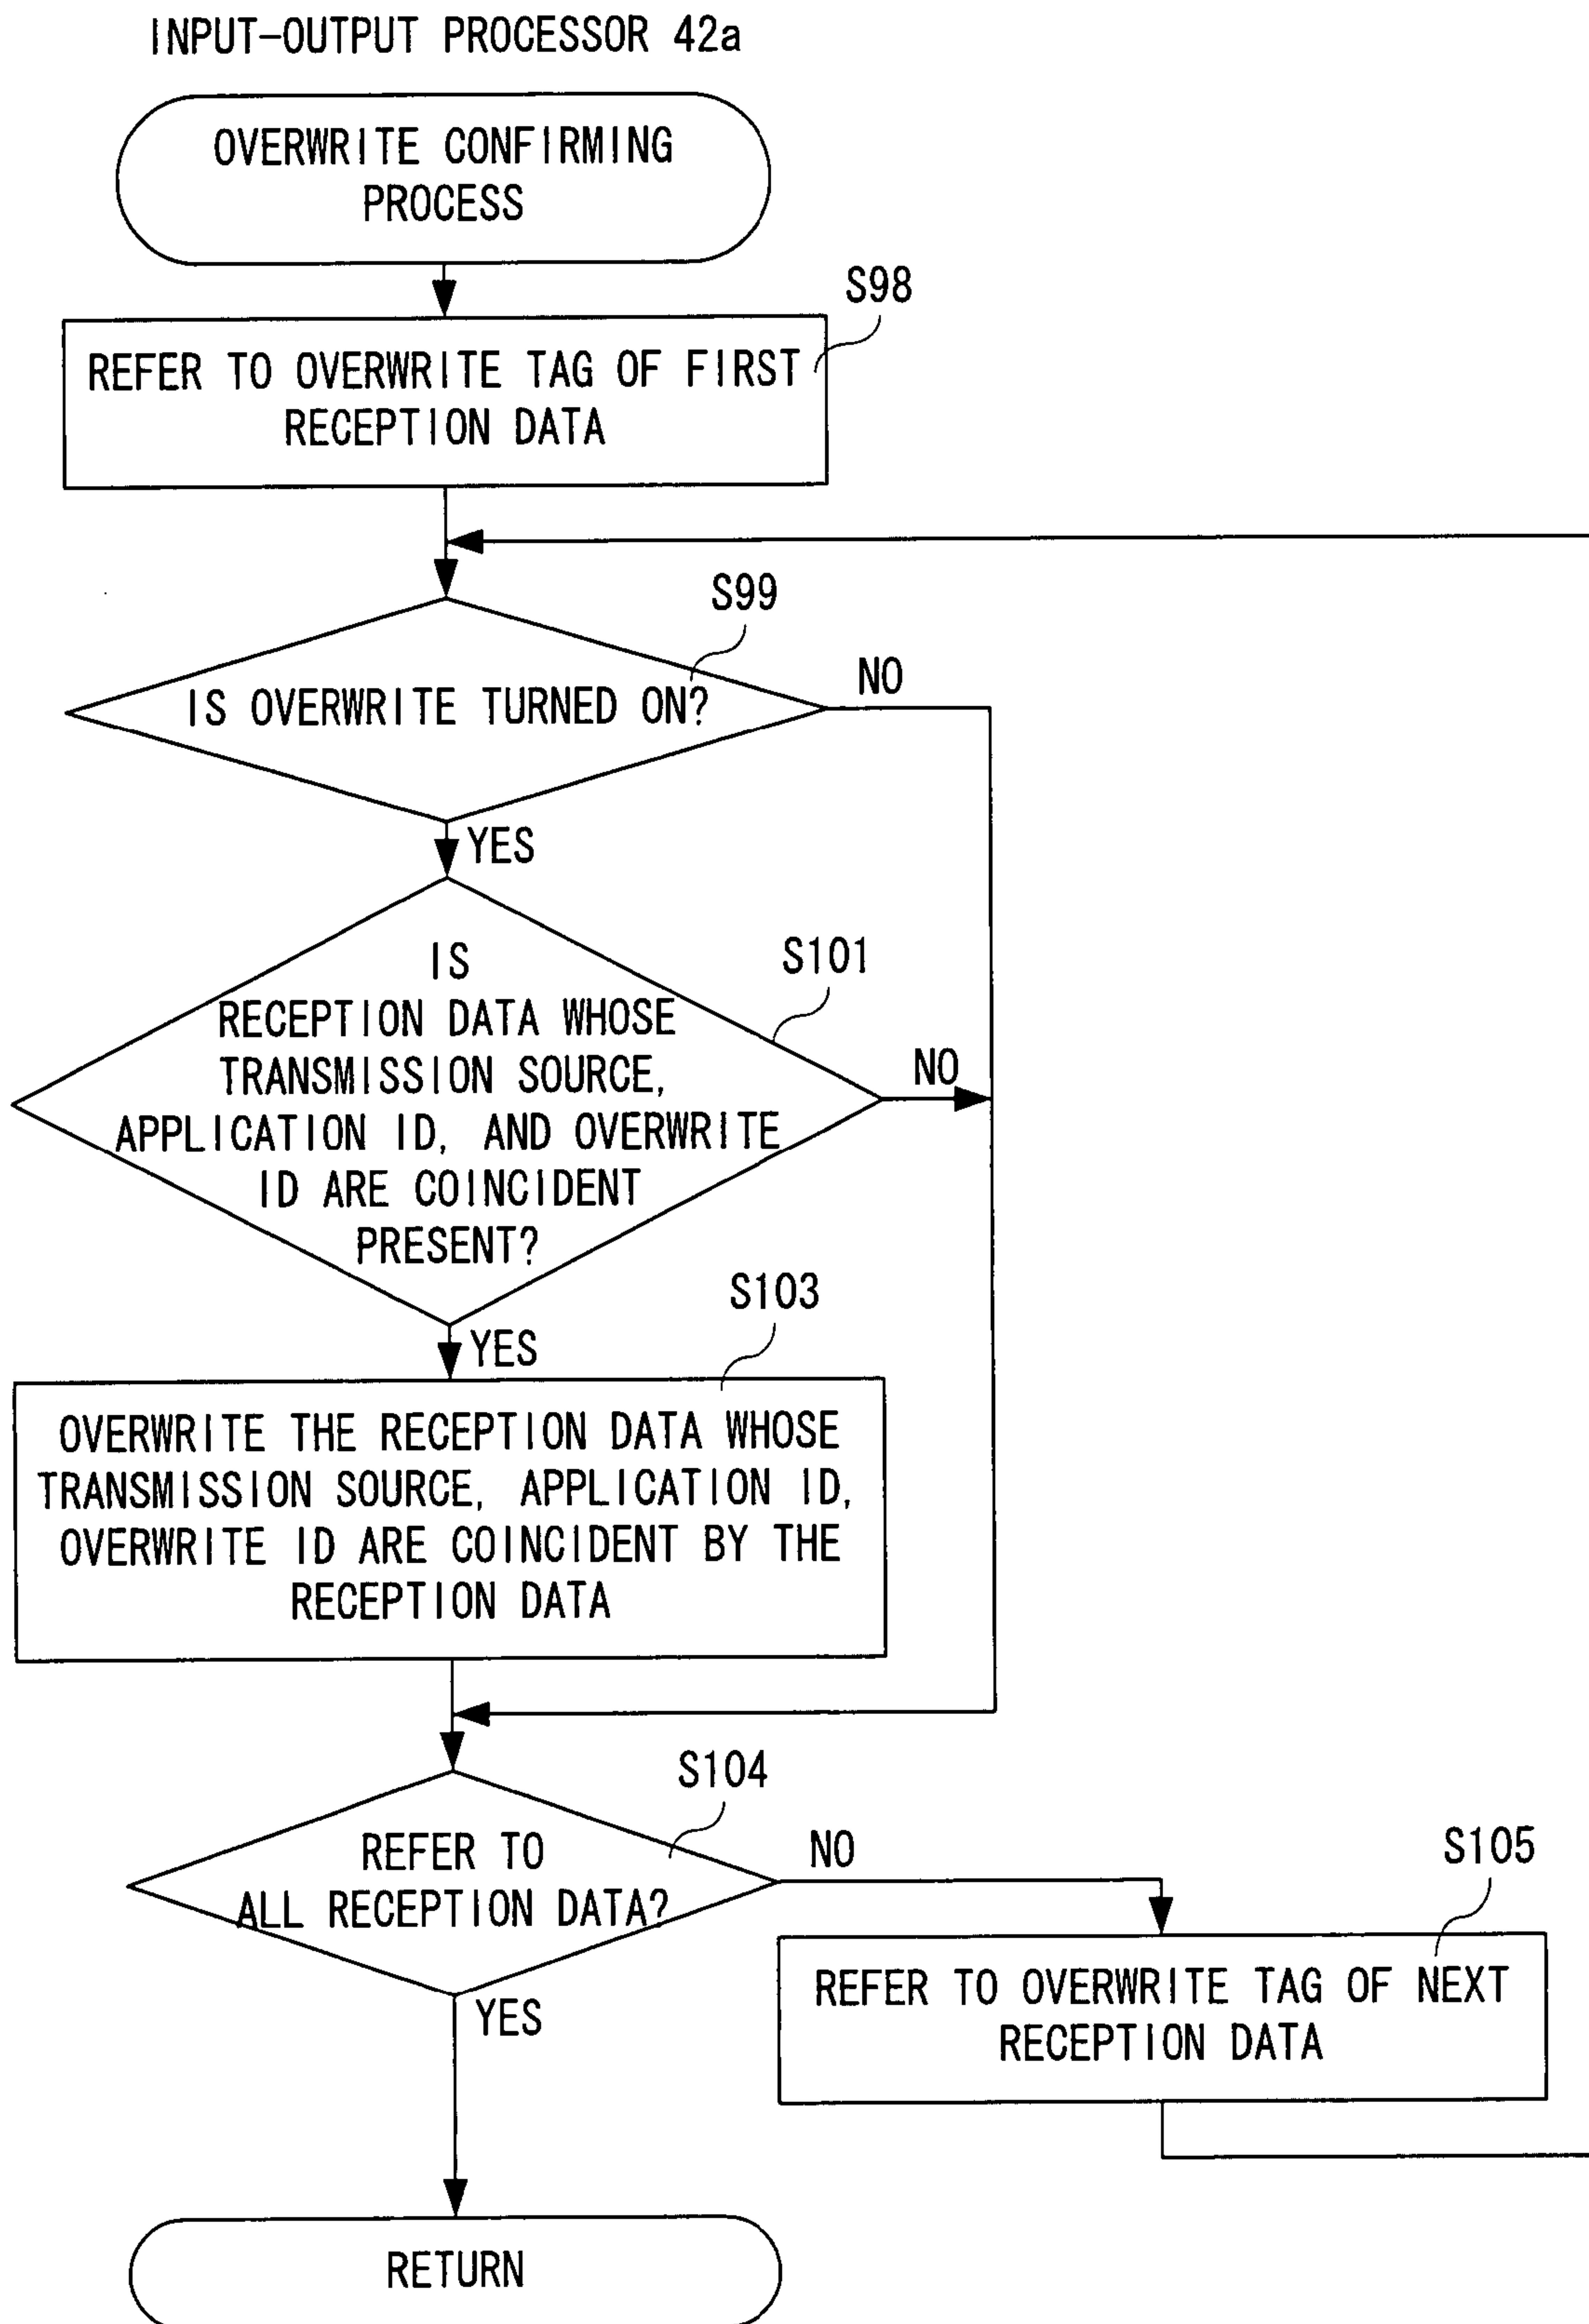 INPUT-OUTPUT PROCESSOR 42a
OVERWRITE CONFIRMING
PROCESS
S98
REFER TO OVERWRITE TAG OF FIRST
RECEPTION DATA
S99
IS OVERWRITE TURNED ON?
NO
YES
S101
IS
RECEPTION DATA WHOSE
TRANSMISSION SOURCE,
APPLICATION ID, AND OVERWRITE
ID ARE COINCIDENT
PRESENT?
NO
YES
S103
OVERWRITE THE RECEPTION DATA WHOSE
TRANSMISSION SOURCE, APPLICATION ID,
OVERWRITE ID ARE COINCIDENT BY THE
RECEPTION DATA
S104
REFER TO
ALL RECEPTION DATA?
NO
YES
S105
REFER TO OVERWRITE TAG OF NEXT
RECEPTION DATA
RETURN